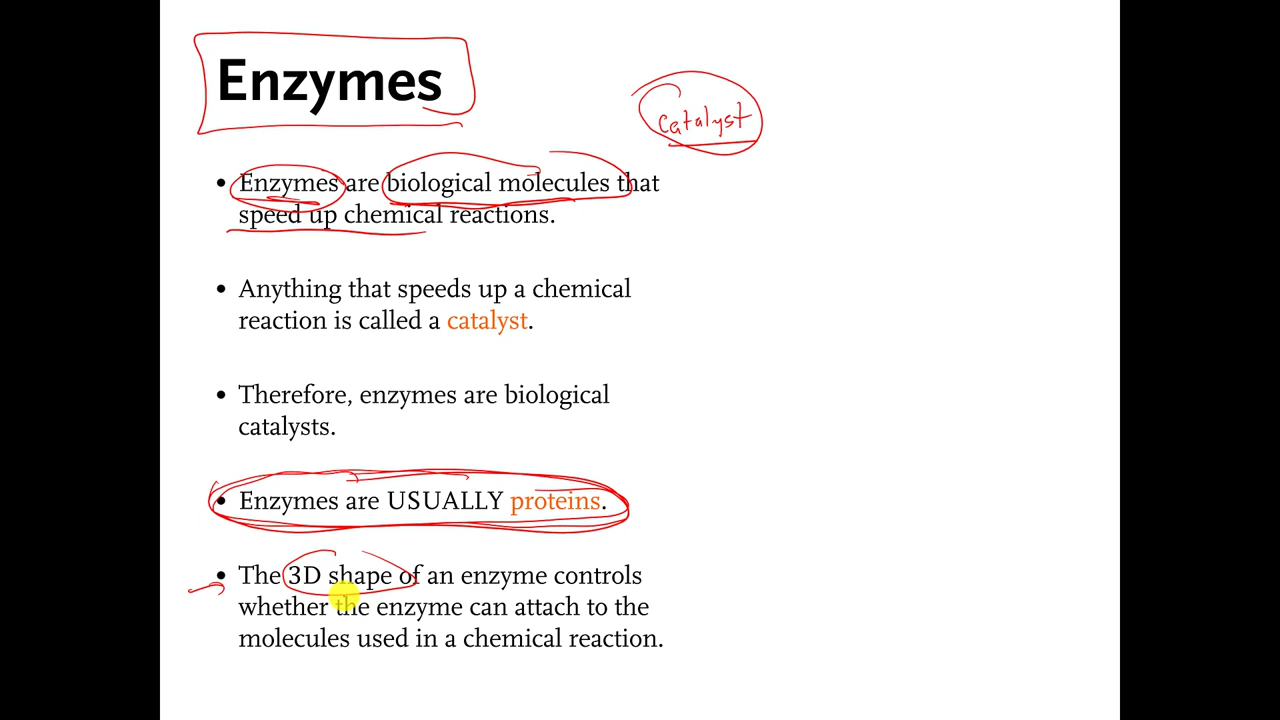 Enzymes
catalyst
• Enzymes are biological molecules that
speed up chemical reactions.
• Anything that speeds up a chemical
reaction is called a catalyst.
• Therefore, enzymes are biological
catalysts.
• Enzymes are USUALLY proteins.
• The 3D shape of an enzyme controls
whether the enzyme can attach to the
molecules used in a chemical reaction.